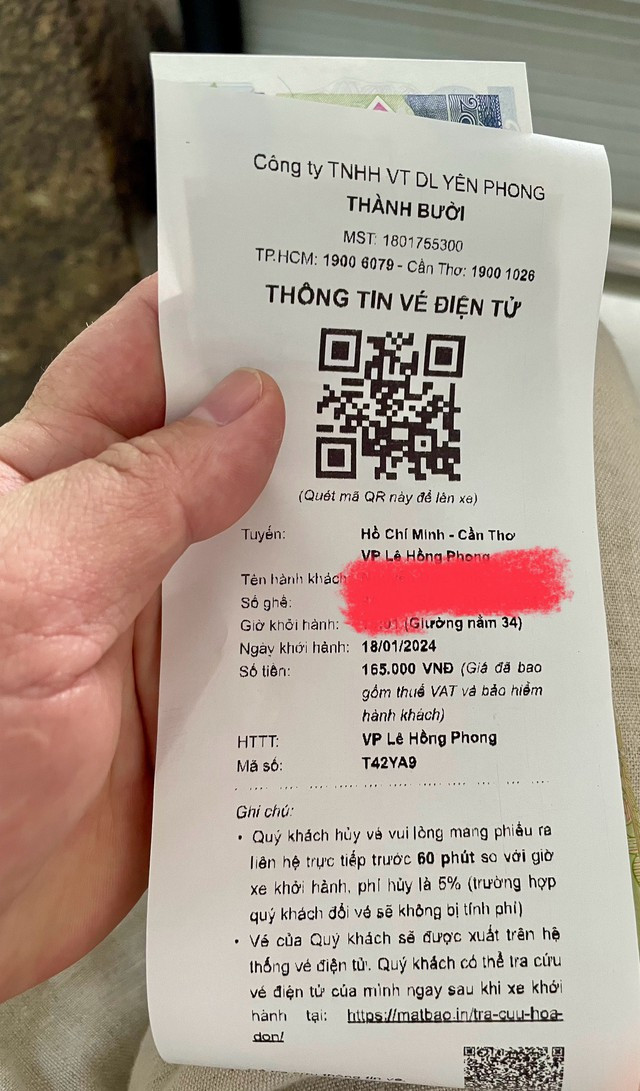 Công ty TNHH VT DL YÊN PHONG
THÀNH BƯỞI
MST: 1801755300
TP.HCM: 1900 6079 - Cần Thơ: 1900 1026
THÔNG TIN VÉ ĐIỆN TỬ
(Quét mã QR này để lên xe)
Tuyến: Hồ Chí Minh - Cần Thơ
VP Lê Hồng Phong
Tên hành khách
Số ghế:
Giờ khởi hành: (Giường nằm 34)
Ngày khởi hành: 18/01/2024
Số tiền: 165.000 VNĐ (Giá đã bao
gồm thuế VAT và bảo hiểm
hành khách)
HTTT: VP Lê Hồng Phong
Mã số: T42YA9
Ghi chú:
• Quý khách hủy vé vui lòng mang phiếu ra
liên hệ trực tiếp trước 60 phút so với giờ
xe khởi hành, phí hủy là 5% (trường hợp
quý khách đổi vé sẽ không bị tính phí)
• Vé của Quý khách sẽ được xuất trên hệ
thống vé điện tử. Quý khách có thể tra cứu
vé điện tử của mình ngay sau khi xe khởi
hành tại: https://matbao.in/tra-cuu-hoa-
don/